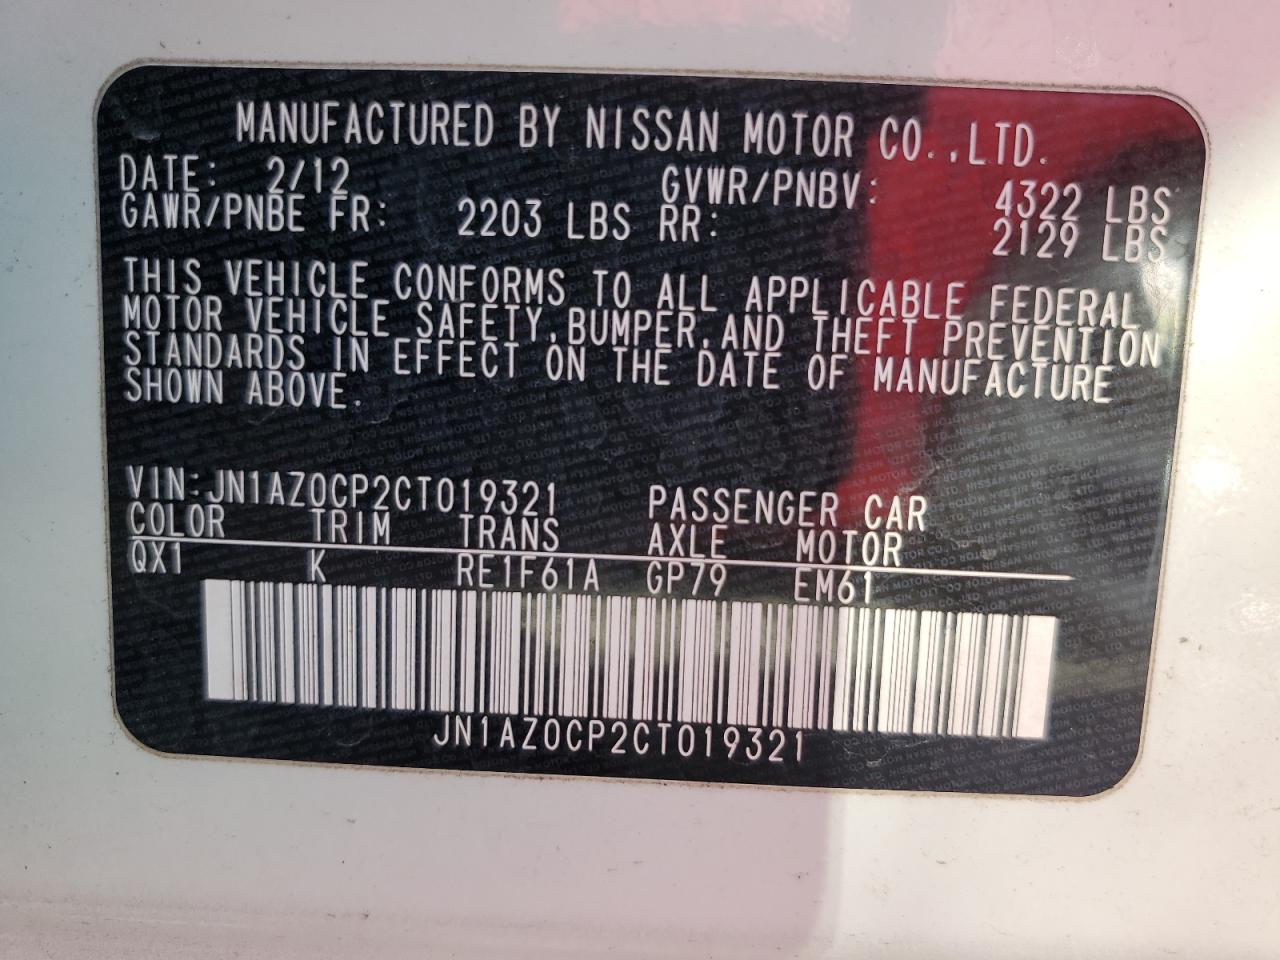 MANUFACTURED BY NISSAN MOTOR CO.,LTD.
DATE: 2/12 GVWR/PNBV: 4322 LBS
GAWR/PNBE FR: 2203 LBS RR: 2129 LBS
THIS VEHICLE CONFORMS TO ALL APPLICABLE FEDERAL
MOTOR VEHICLE SAFETY,BUMPER,AND THEFT PREVENTION
STANDARDS IN EFFECT ON THE DATE OF MANUFACTURE
SHOWN ABOVE.
VIN:JN1AZ0CP2CT019321 PASSENGER CAR
COLOR TRIM TRANS AXLE MOTOR
QX1 K RE1F61A GP79 EM61
JN1AZ0CP2CT019321